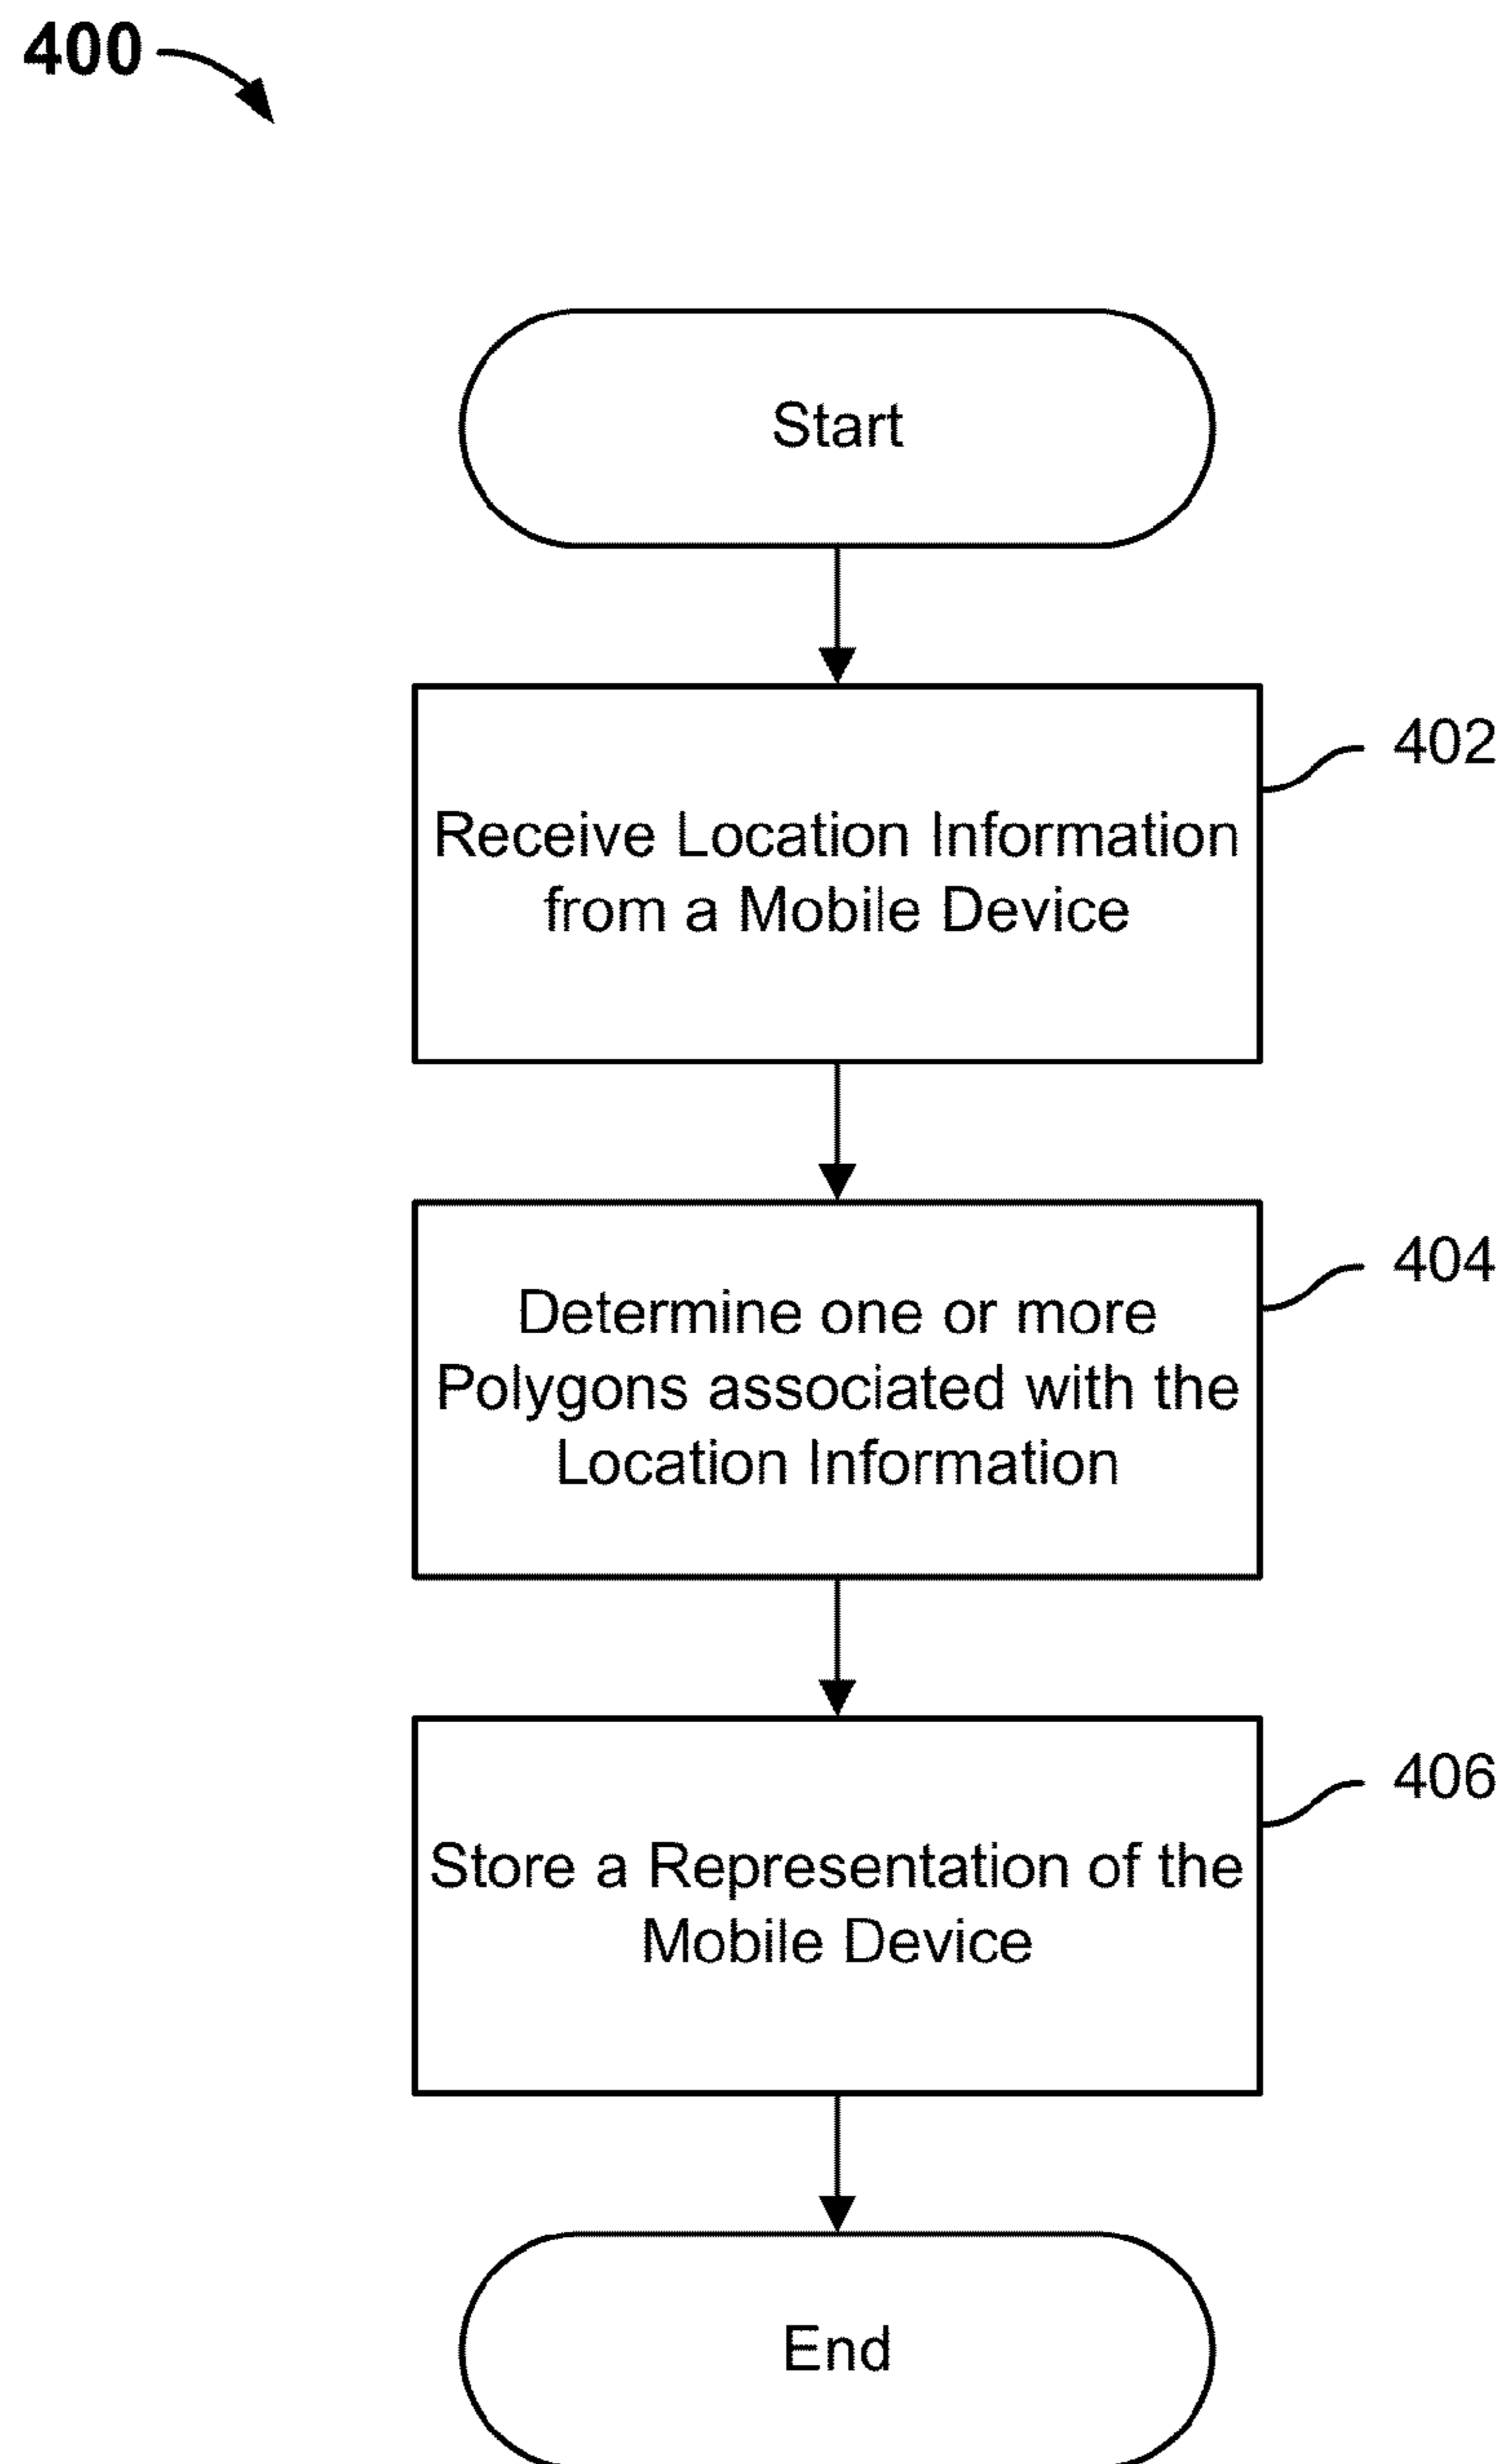 400
Start
402
Receive Location Information
from a Mobile Device
404
Determine one or more
Polygons associated with the
Location Information
406
Store a Representation of the
Mobile Device
End